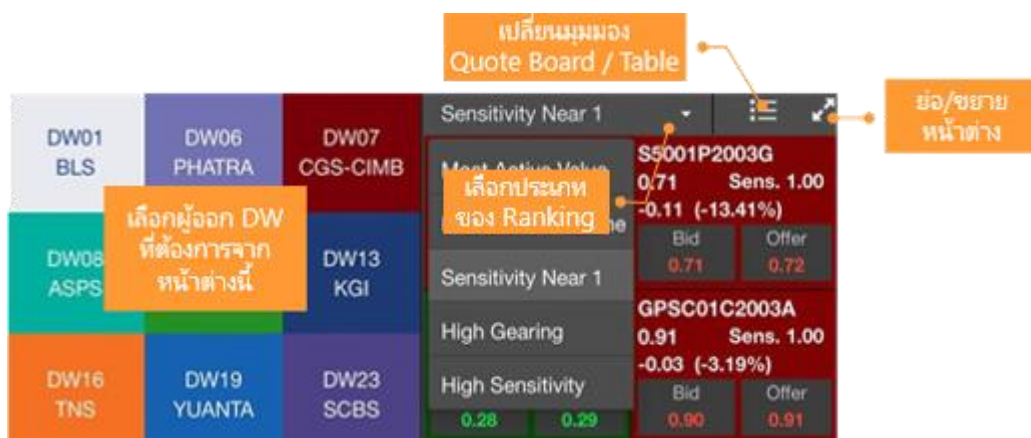 เปลี่ยนมุมมอง
Quote Board / Table
ย่อ/ขยาย
หน้าต่าง
DW01
BLS
DW06
PHATRA
DW07
CGS-CIMB
DW08
ASPS
เลือกผู้ออก DW
ที่ต้องการจาก
หน้าต่างนี้
DW13
KGI
DW16
TNS
DW19
YUANTA
DW23
SCBS
Sensitivity Near 1
Most Active Value
เลือกประเภท
ของ Ranking
Sensitivity Near 1
High Gearing
High Sensitivity
0.28 0.29
S5001P2003G
0.71 Sens. 1.00
-0.11 (-13.41%)
Bid Offer
0.71 0.72
GPSC01C2003A
0.91 Sens. 1.00
-0.03 (-3.19%)
Bid Offer
0.90 0.91